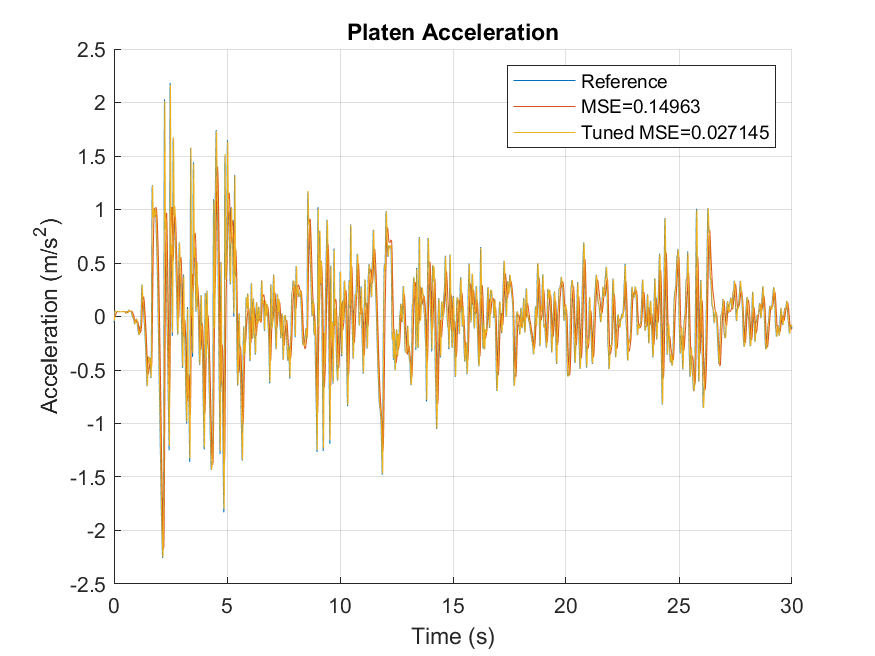 Platen Acceleration
2.5
2
1.5
1
0.5
0
-0.5
-1
-1.5
-2
-2.5
Acceleration (m/s²)
Reference
MSE=0.14963
Tuned MSE=0.027145
0 5 10 15 20 25 30
Time (s)